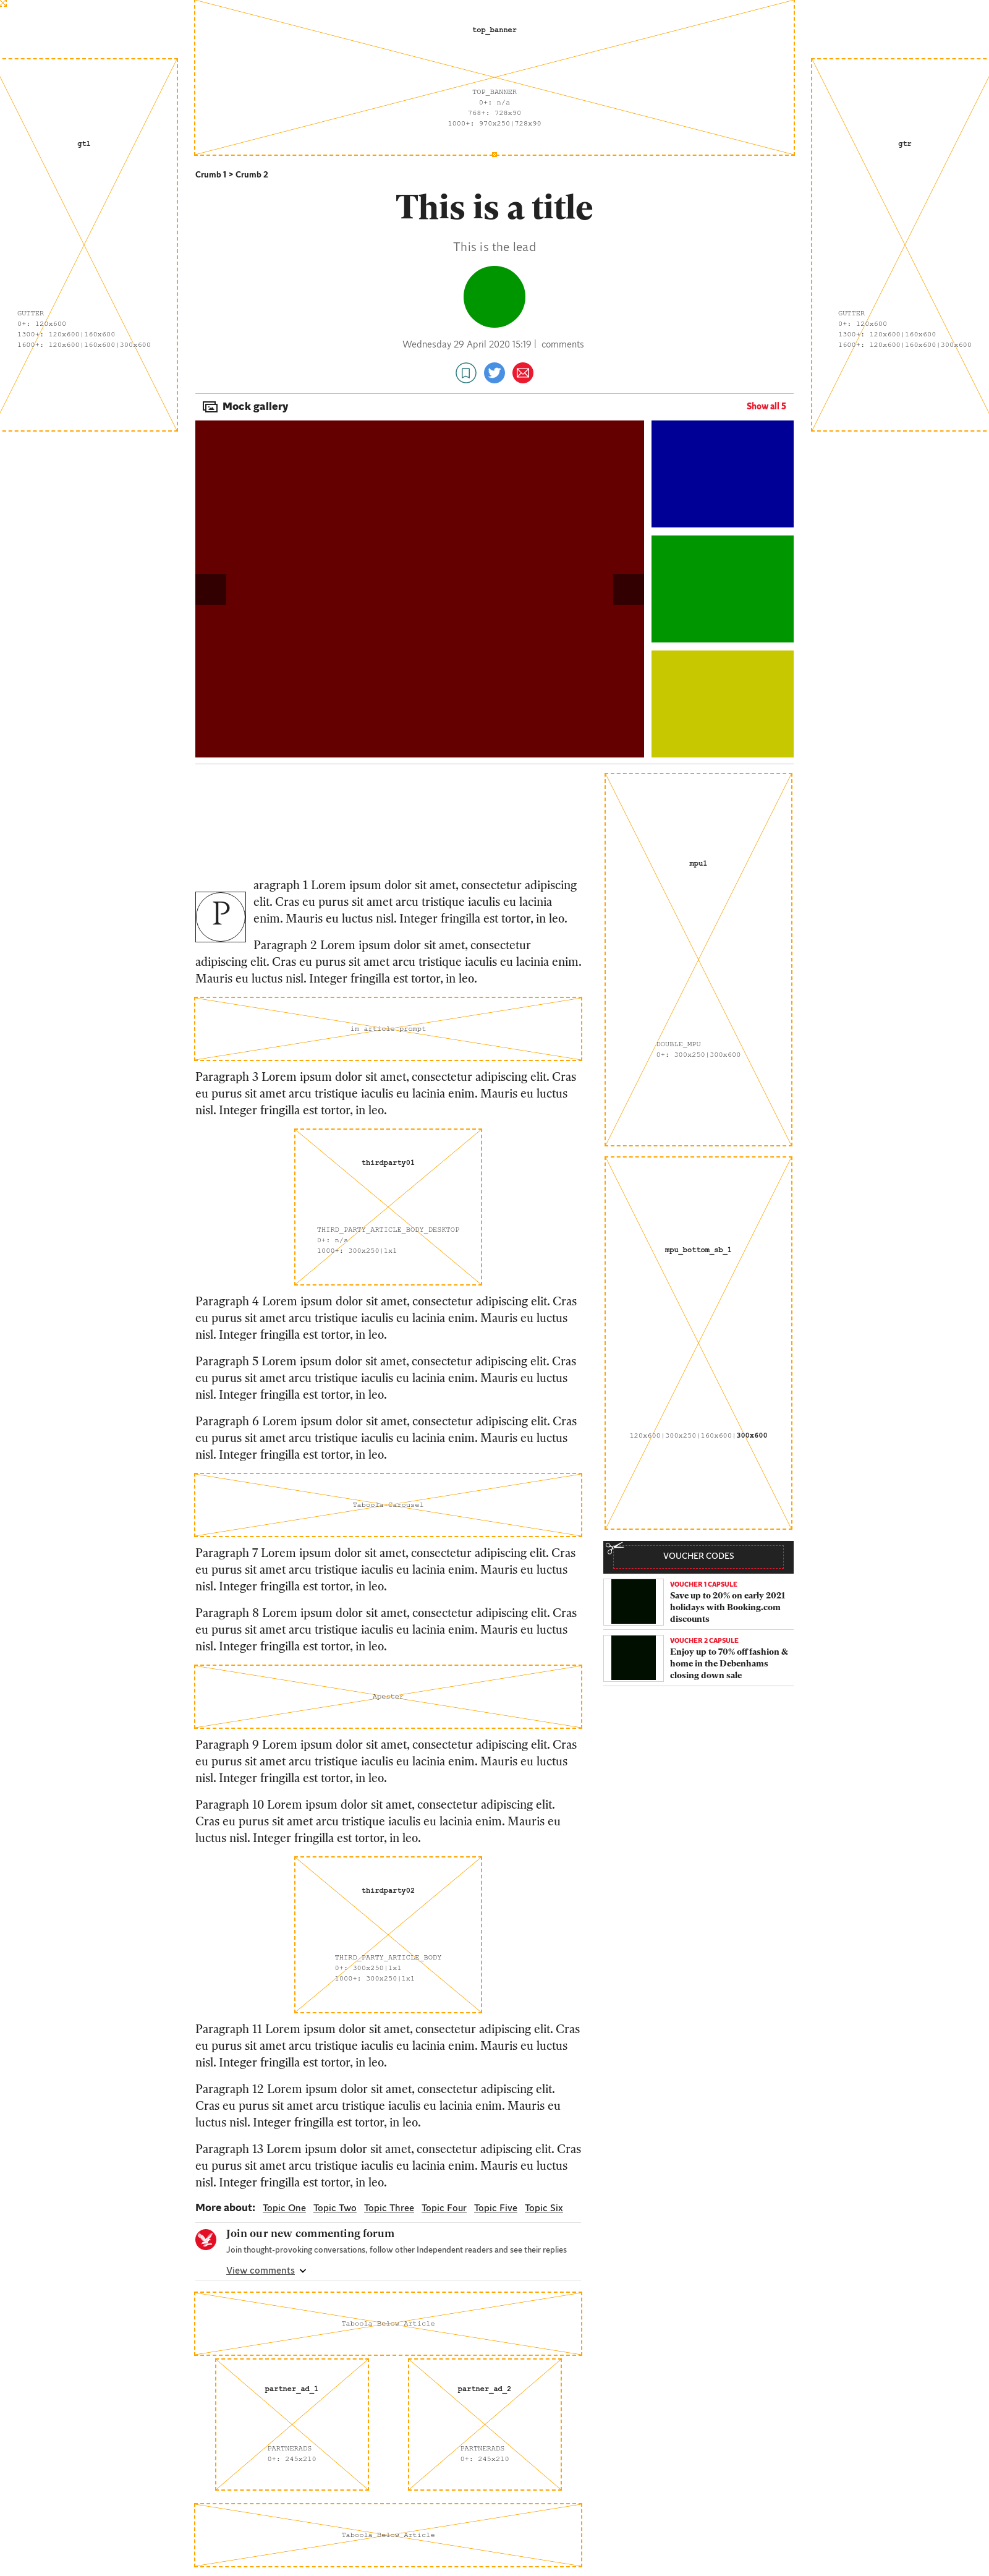 top_banner
TOP_BANNER
0+: n/a
768+: 728x90
1000+: 970x250|728x90
gtl
GUTTER
0+: 120x600
1300+: 120x600|160x600
1600+: 120x600|160x600|300x600
gtr
GUTTER
0+: 120x600
1300+: 120x600|160x600
1600+: 120x600|160x600|300x600
Crumb 1 > Crumb 2
This is a title
This is the lead
Wednesday 29 April 2020 15:19 | comments
Mock gallery
Show all 5
P
aragraph 1 Lorem ipsum dolor sit amet, consectetur adipiscing
elit. Cras eu purus sit amet arcu tristique iaculis eu lacinia
enim. Mauris eu luctus nisl. Integer fringilla est tortor, in leo.
Paragraph 2 Lorem ipsum dolor sit amet, consectetur
adipiscing elit. Cras eu purus sit amet arcu tristique iaculis eu lacinia enim.
Mauris eu luctus nisl. Integer fringilla est tortor, in leo.
im article prompt
Paragraph 3 Lorem ipsum dolor sit amet, consectetur adipiscing elit. Cras
eu purus sit amet arcu tristique iaculis eu lacinia enim. Mauris eu luctus
nisl. Integer fringilla est tortor, in leo.
thirdparty01
THIRD_PARTY_ARTICLE_BODY_DESKTOP
0+: n/a
1000+: 300x250|1x1
Paragraph 4 Lorem ipsum dolor sit amet, consectetur adipiscing elit. Cras
eu purus sit amet arcu tristique iaculis eu lacinia enim. Mauris eu luctus
nisl. Integer fringilla est tortor, in leo.
Paragraph 5 Lorem ipsum dolor sit amet, consectetur adipiscing elit. Cras
eu purus sit amet arcu tristique iaculis eu lacinia enim. Mauris eu luctus
nisl. Integer fringilla est tortor, in leo.
Paragraph 6 Lorem ipsum dolor sit amet, consectetur adipiscing elit. Cras
eu purus sit amet arcu tristique iaculis eu lacinia enim. Mauris eu luctus
nisl. Integer fringilla est tortor, in leo.
Taboola Carousel
Paragraph 7 Lorem ipsum dolor sit amet, consectetur adipiscing elit. Cras
eu purus sit amet arcu tristique iaculis eu lacinia enim. Mauris eu luctus
nisl. Integer fringilla est tortor, in leo.
Paragraph 8 Lorem ipsum dolor sit amet, consectetur adipiscing elit. Cras
eu purus sit amet arcu tristique iaculis eu lacinia enim. Mauris eu luctus
nisl. Integer fringilla est tortor, in leo.
Apester
Paragraph 9 Lorem ipsum dolor sit amet, consectetur adipiscing elit. Cras
eu purus sit amet arcu tristique iaculis eu lacinia enim. Mauris eu luctus
nisl. Integer fringilla est tortor, in leo.
Paragraph 10 Lorem ipsum dolor sit amet, consectetur adipiscing elit.
Cras eu purus sit amet arcu tristique iaculis eu lacinia enim. Mauris eu
luctus nisl. Integer fringilla est tortor, in leo.
thirdparty02
THIRD_PARTY_ARTICLE_BODY
0+: 300x250|1x1
1000+: 300x250|1x1
Paragraph 11 Lorem ipsum dolor sit amet, consectetur adipiscing elit. Cras
eu purus sit amet arcu tristique iaculis eu lacinia enim. Mauris eu luctus
nisl. Integer fringilla est tortor, in leo.
Paragraph 12 Lorem ipsum dolor sit amet, consectetur adipiscing elit.
Cras eu purus sit amet arcu tristique iaculis eu lacinia enim. Mauris eu
luctus nisl. Integer fringilla est tortor, in leo.
Paragraph 13 Lorem ipsum dolor sit amet, consectetur adipiscing elit. Cras
eu purus sit amet arcu tristique iaculis eu lacinia enim. Mauris eu luctus
nisl. Integer fringilla est tortor, in leo.
More about: Topic One Topic Two Topic Three Topic Four Topic Five Topic Six
Join our new commenting forum
Join thought-provoking conversations, follow other Independent readers and see their replies
View comments
Taboola Below Article
partner_ad_1
PARTNERADS
0+: 245x210
partner_ad_2
PARTNERADS
0+: 245x210
Taboola Below Article
mpu1
DOUBLE_MPU
0+: 300x250|300x600
mpu_bottom_sb_1
120x600|300x250|160x600|300x600
VOUCHER CODES
VOUCHER 1 CAPSULE
Save up to 20% on early 2021
holidays with Booking.com
discounts
VOUCHER 2 CAPSULE
Enjoy up to 70% off fashion &
home in the Debenhams
closing down sale